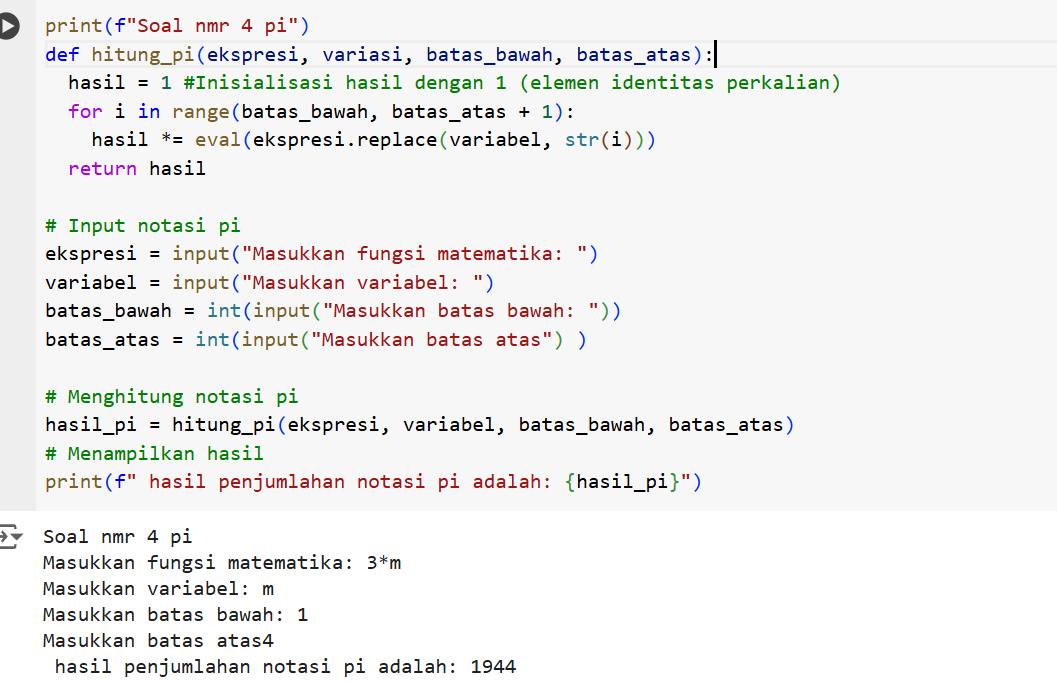 print(f"Soal nmr 4 pi")
def hitung_pi(ekspresi, variasi, batas_bawah, batas_atas):
  hasil = 1 #Inisialisasi hasil dengan 1 (elemen identitas perkalian)
  for i in range(batas_bawah, batas_atas + 1):
    hasil *= eval(ekspresi.replace(variabel, str(i)))
  return hasil

# Input notasi pi
ekspresi = input("Masukkan fungsi matematika: ")
variabel = input("Masukkan variabel: ")
batas_bawah = int(input("Masukkan batas bawah: "))
batas_atas = int(input("Masukkan batas atas") )

# Menghitung notasi pi
hasil_pi = hitung_pi(ekspresi, variabel, batas_bawah, batas_atas)
# Menampilkan hasil
print(f" hasil penjumlahan notasi pi adalah: {hasil_pi}")

Soal nmr 4 pi
Masukkan fungsi matematika: 3*m
Masukkan variabel: m
Masukkan batas bawah: 1
Masukkan batas atas4
 hasil penjumlahan notasi pi adalah: 1944